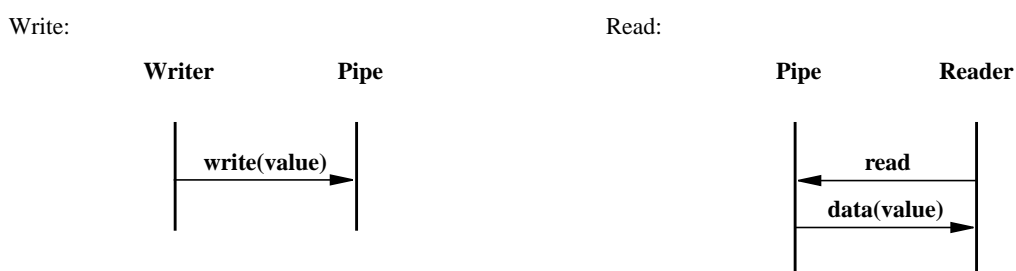 Write:
Writer Pipe
write(value)
Read:
Pipe Reader
read
data(value)